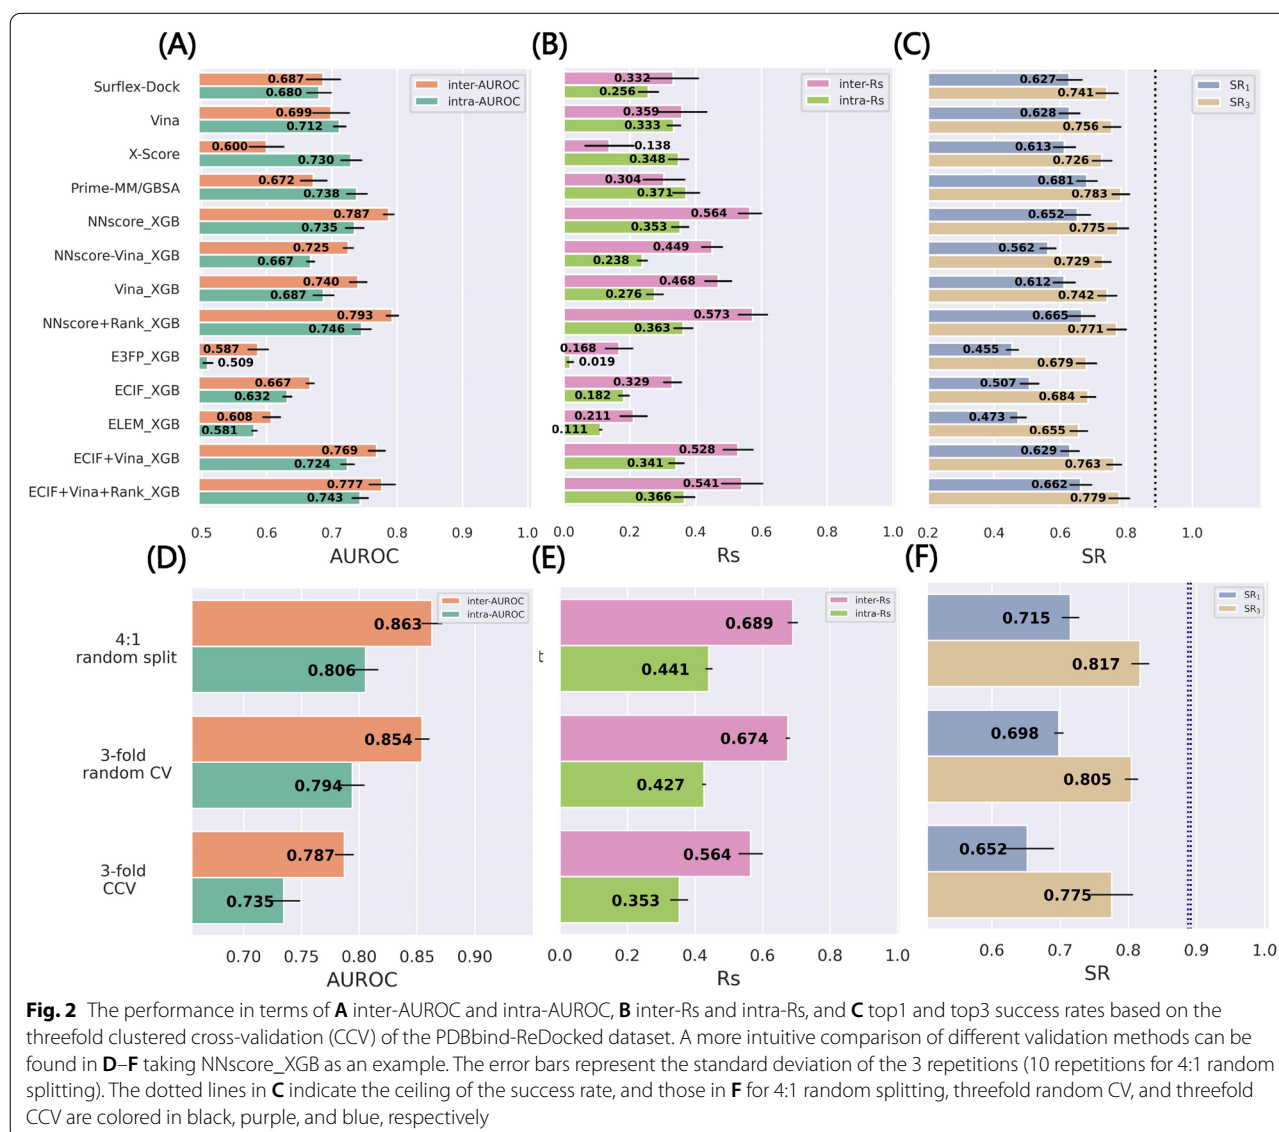 (A)
(B)
(C)
Surflex-Dock
Vina
X-Score
Prime-MM/GBSA
NNscore_XGB
NNscore-Vina_XGB
Vina_XGB
NNscore+Rank_XGB
E3FP_XGB
ECIF_XGB
ELEM_XGB
ECIF+Vina_XGB
ECIF+Vina+Rank_XGB
inter-AUROC
intra-AUROC
0.687
0.680
0.699
0.712
0.600
0.730
0.672
0.738
0.787
0.735
0.725
0.667
0.740
0.687
0.793
0.746
0.587
0.509
0.667
0.632
0.608
0.581
0.769
0.724
0.777
0.743
0.5 0.6 0.7 0.8 1.0
AUROC
inter-Rs
intra-Rs
0.332
0.256
0.359
0.333
0.138
0.348
0.304
0.371
0.564
0.353
0.449
0.238
0.468
0.276
0.573
0.363
0.168
0.019
0.329
0.182
0.211
0.111
0.528
0.341
0.541
0.366
0.0 0.2 0.4 0.6 1.0
Rs
SR1
SR3
0.627
0.741
0.628
0.756
0.613
0.726
0.681
0.783
0.652
0.775
0.562
0.729
0.612
0.742
0.665
0.771
0.455
0.679
0.507
0.684
0.473
0.655
0.629
0.763
0.662
0.779
0.2 0.4 0.6 0.8 1.0
SR
(D)
(E)
(F)
4:1
random split
3-fold
random CV
3-fold
CCV
inter-AUROC
intra-AUROC
0.863
0.806
0.854
0.794
0.787
0.735
0.70 0.75 0.80 0.85 0.90
AUROC
t
inter-Rs
intra-Rs
0.689
0.441
0.674
0.427
0.564
0.353
0.0 0.2 0.4 0.6 0.8 1.0
Rs
SR1
SR3
0.715
0.817
0.698
0.805
0.652
0.775
0.6 0.7 0.8 0.9 1.0
SR
Fig. 2 The performance in terms of A inter-AUROC and intra-AUROC, B inter-Rs and intra-Rs, and C top1 and top3 success rates based on the
threefold clustered cross-validation (CCV) of the PDBbind-ReDocked dataset. A more intuitive comparison of different validation methods can be
found in D–F taking NNscore_XGB as an example. The error bars represent the standard deviation of the 3 repetitions (10 repetitions for 4:1 random
splitting). The dotted lines in C indicate the ceiling of the success rate, and those in F for 4:1 random splitting, threefold random CV, and threefold
CCV are colored in black, purple, and blue, respectively